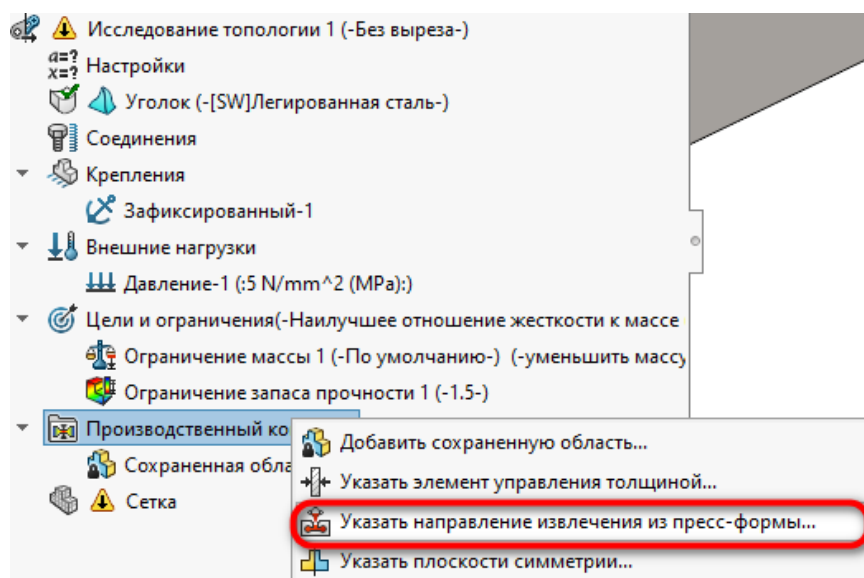 Исследование топологии 1 (-Без выреза-)
a=?
x=?
Настройки
Уголок (-[SW]Легированная сталь-)
Соединения
Крепления
Зафиксированный-1
Внешние нагрузки
Давление-1 (:5 N/mm^2 (MPa):)
Цели и ограничения(-Наилучшее отношение жесткости к массе
Ограничение массы 1 (-По умолчанию-) (-уменьшить массу
Ограничение запаса прочности 1 (-1.5-)
Производственный ко
Добавить сохраненную область...
Сохраненная обла
Указать элемент управления толщиной...
Сетка
Указать направление извлечения из пресс-формы...
Указать плоскости симметрии...